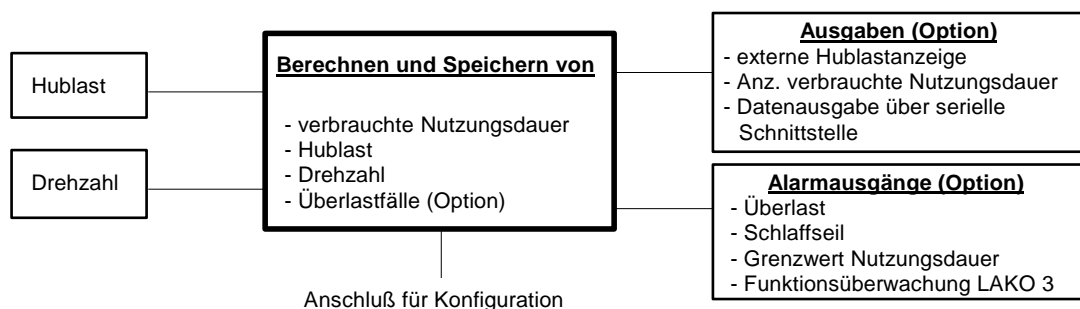 Hublast
Drehzahl
Berechnen und Speichern von
- verbrauchte Nutzungsdauer
- Hublast
- Drehzahl
- Überlastfälle (Option)
Anschluß für Konfiguration
Ausgaben (Option)
- externe Hublastanzeige
- Anz. verbrauchte Nutzungsdauer
- Datenausgabe über serielle
Schnittstelle
Alarmausgänge (Option)
- Überlast
- Schlaffseil
- Grenzwert Nutzungsdauer
- Funktionsüberwachung LAKO 3